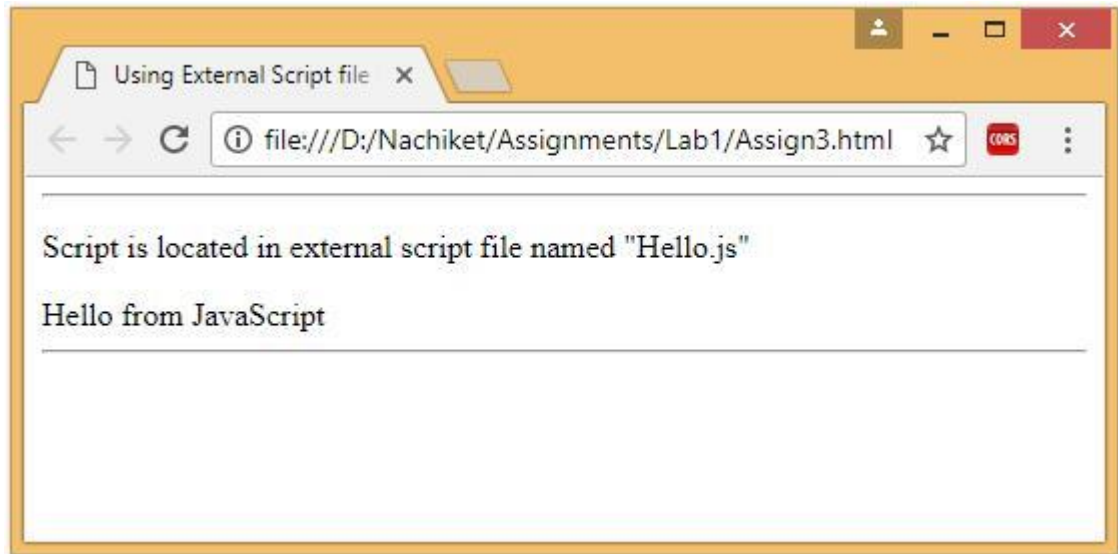 Using External Script file
file:///D:/Nachiket/Assignments/Lab1/Assign3.html
CORS
Script is located in external script file named "Hello.js"
Hello from JavaScript